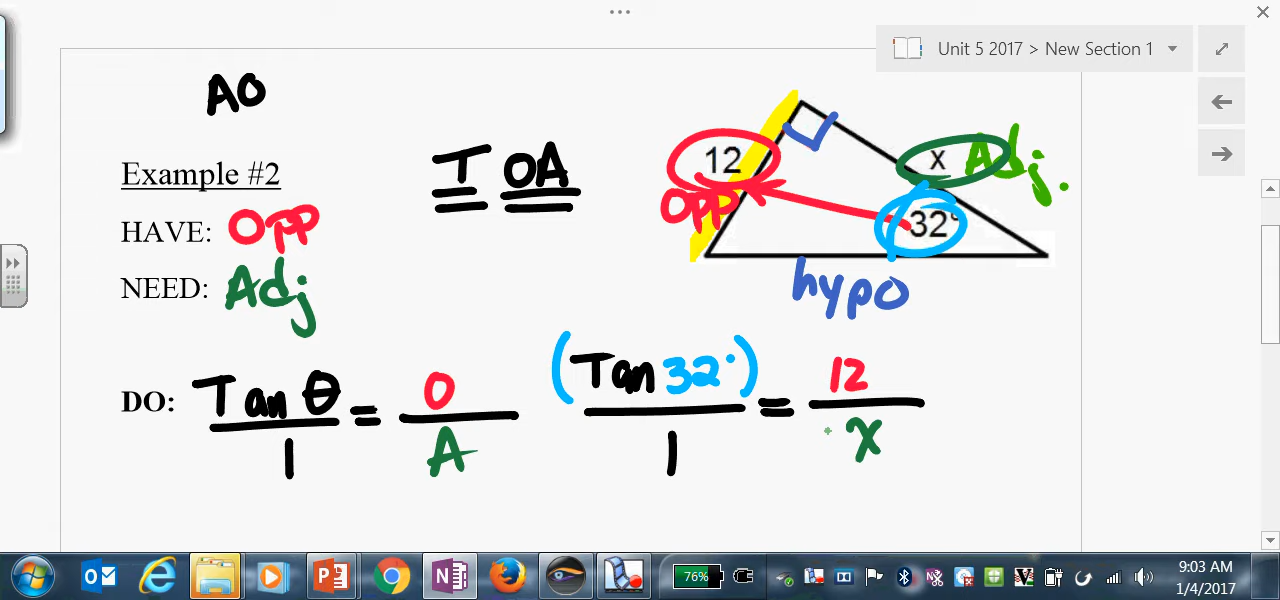 Unit 5 2017 > New Section 1
AO
Example #2
TOA
12
x Adj.
HAVE: Opp
opp
32°
NEED: Adj
hypo
DO: Tan θ / 1 = O / A (Tan 32°) / 1 = 12 / x
76%
9:03 AM
1/4/2017